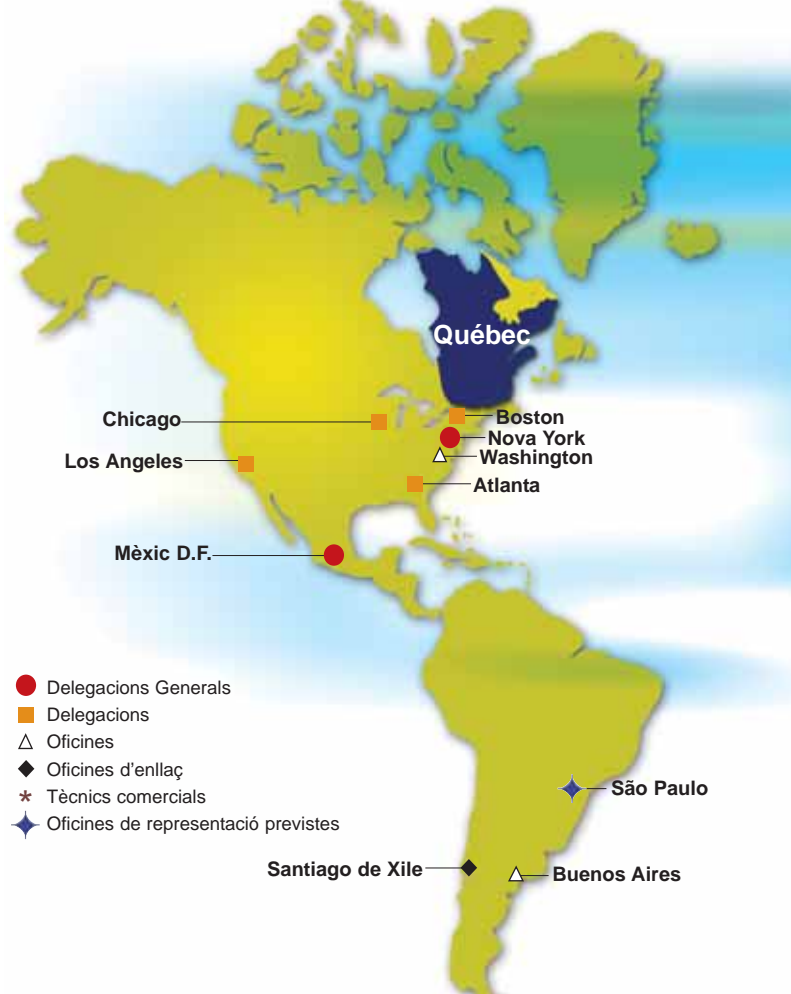 Québec
Chicago
Boston
Nova York
Los Angeles
Washington
Atlanta
Mèxic D.F.
Delegacions Generals
Delegacions
Oficines
Oficines d'enllaç
Tècnics comercials
Oficines de representació previstes
São Paulo
Santiago de Xile
Buenos Aires